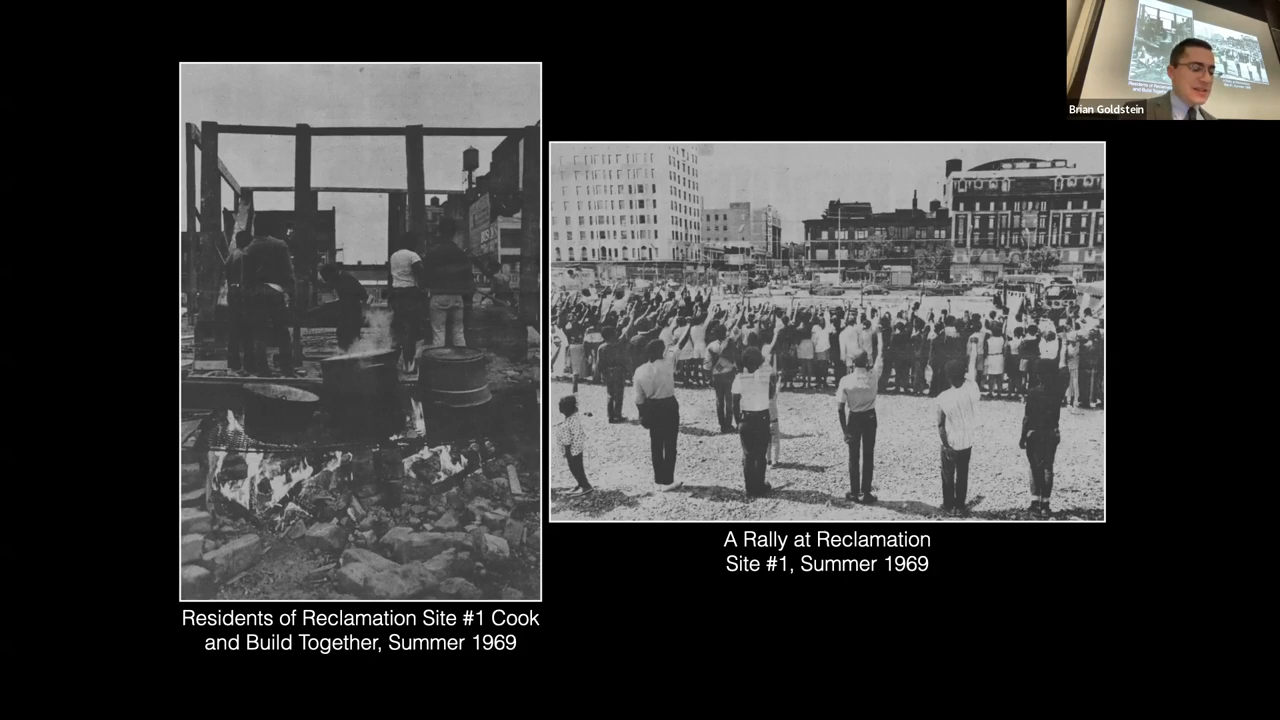 Brian Goldstein
Residents of Reclamation Site #1 Cook
and Build Together, Summer 1969
A Rally at Reclamation
Site #1, Summer 1969